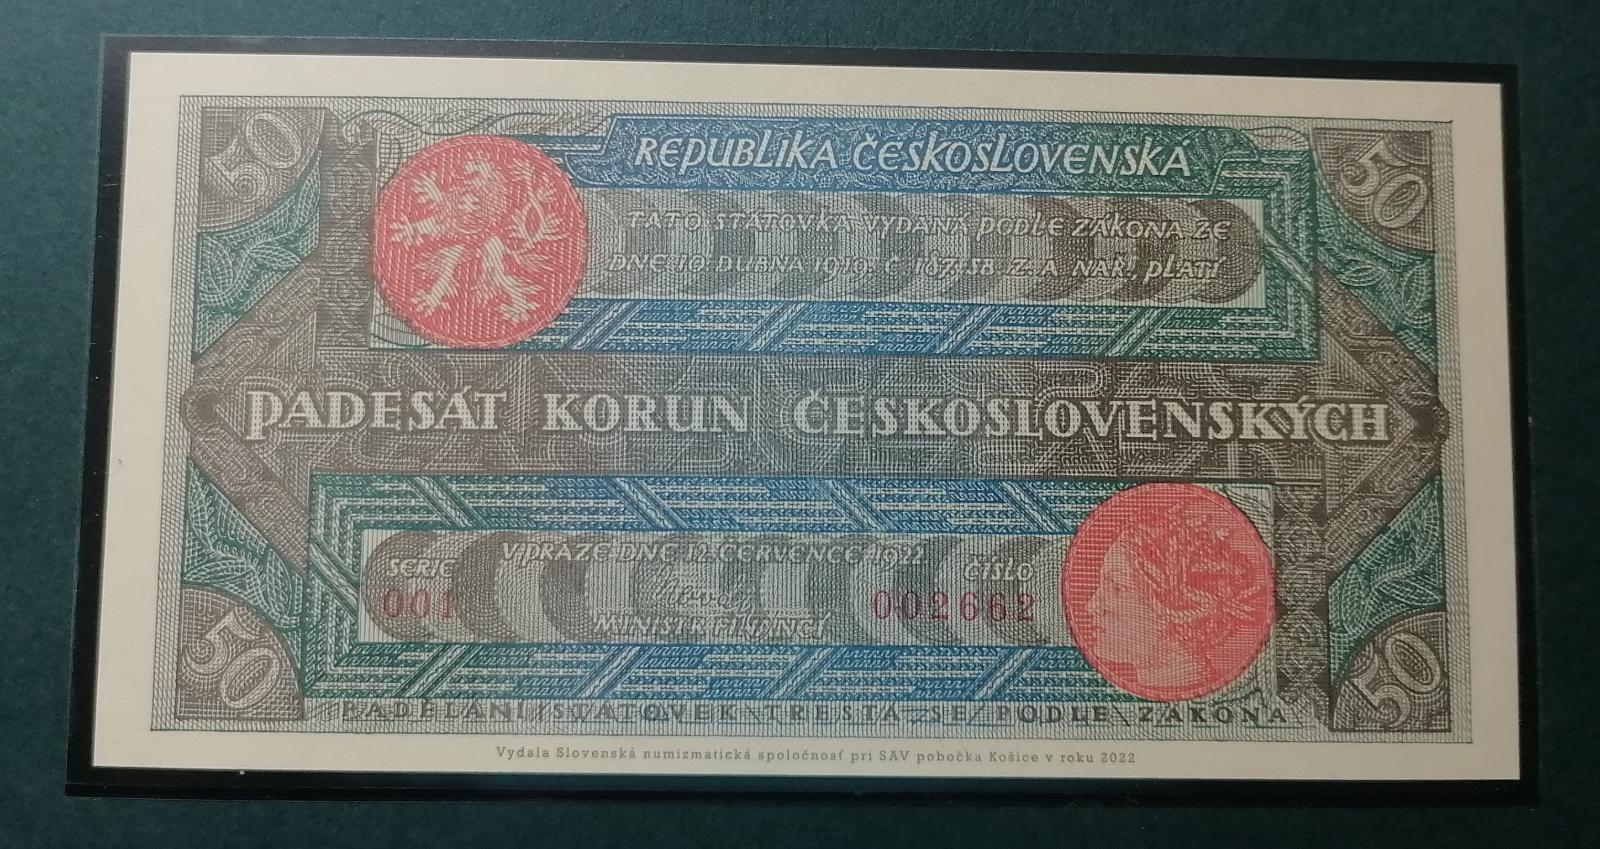 50
50
REPUBLIKA ČESKOSLOVENSKÁ
TATO STÁTOVKA VYDANÁ PODLE ZÁKONA ZE
DNE 10. DUBNA 1919. Č. 187. SB. Z. A NAŘ. PLATÍ
PADESÁT KORUN ČESKOSLOVENSKÝCH
V PRAZE DNE 12. ČERVENCE 1922.
SERIE
ČÍSLO
001
002662
MINISTR FINANCÍ
50
50
PADĚLÁNÍ STÁTOVEK TRESTÁ SE PODLE ZÁKONA
Vydala Slovenská numizmatická spoločnosť pri SAV pobočka Košice v roku 2022